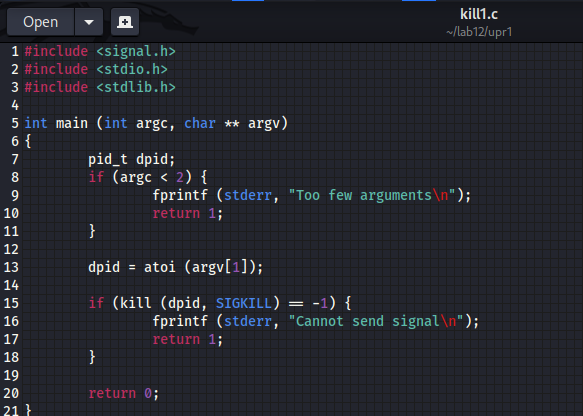 Open
kill1.c
~/lab12/upr1
1 #include <signal.h>
2 #include <stdio.h>
3 #include <stdlib.h>
4
5 int main (int argc, char ** argv)
6 {
7         pid_t dpid;
8         if (argc < 2) {
9                 fprintf (stderr, "Too few arguments\n");
10                 return 1;
11         }
12
13         dpid = atoi (argv[1]);
14
15         if (kill (dpid, SIGKILL) == -1) {
16                 fprintf (stderr, "Cannot send signal\n");
17                 return 1;
18         }
19
20         return 0;
21 }